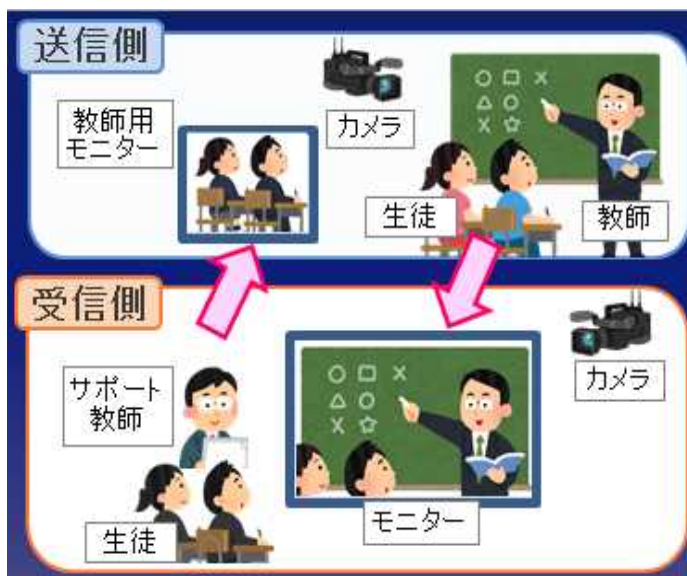 送信側
教師用
モニター
カメラ
生徒
教師
受信側
サポート
教師
生徒
モニター
カメラ